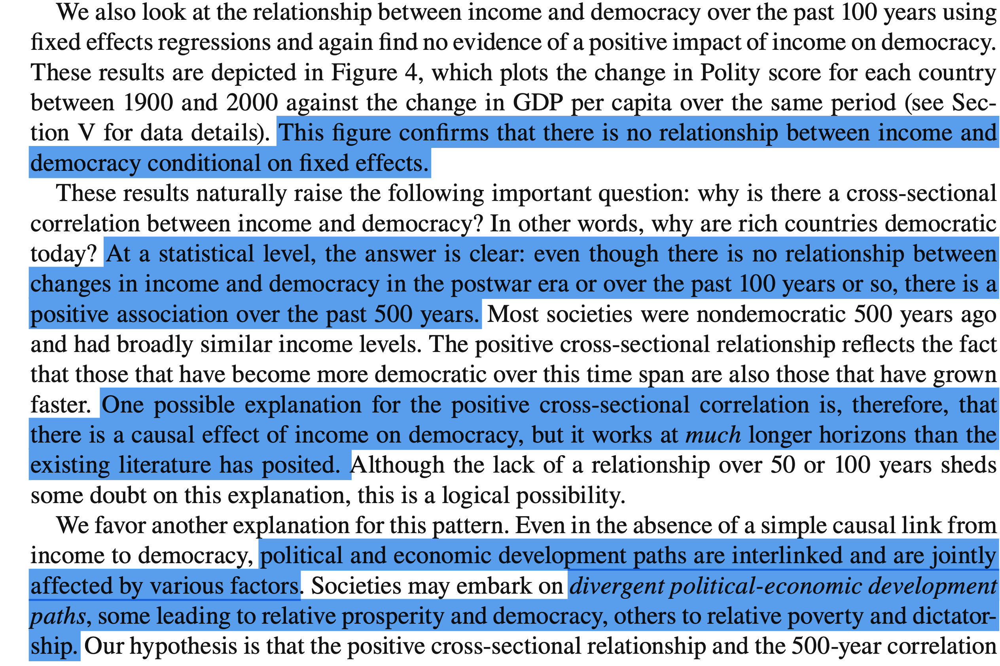 We also look at the relationship between income and democracy over the past 100 years using
fixed effects regressions and again find no evidence of a positive impact of income on democracy.
These results are depicted in Figure 4, which plots the change in Polity score for each country
between 1900 and 2000 against the change in GDP per capita over the same period (see Sec-
tion V for data details). This figure confirms that there is no relationship between income and
democracy conditional on fixed effects.
These results naturally raise the following important question: why is there a cross-sectional
correlation between income and democracy? In other words, why are rich countries democratic
today? At a statistical level, the answer is clear: even though there is no relationship between
changes in income and democracy in the postwar era or over the past 100 years or so, there is a
positive association over the past 500 years. Most societies were nondemocratic 500 years ago
and had broadly similar income levels. The positive cross-sectional relationship reflects the fact
that those that have become more democratic over this time span are also those that have grown
faster. One possible explanation for the positive cross-sectional correlation is, therefore, that
there is a causal effect of income on democracy, but it works at much longer horizons than the
existing literature has posited. Although the lack of a relationship over 50 or 100 years sheds
some doubt on this explanation, this is a logical possibility.
We favor another explanation for this pattern. Even in the absence of a simple causal link from
income to democracy, political and economic development paths are interlinked and are jointly
affected by various factors. Societies may embark on divergent political-economic development
paths, some leading to relative prosperity and democracy, others to relative poverty and dictator-
ship. Our hypothesis is that the positive cross-sectional relationship and the 500-year correlation